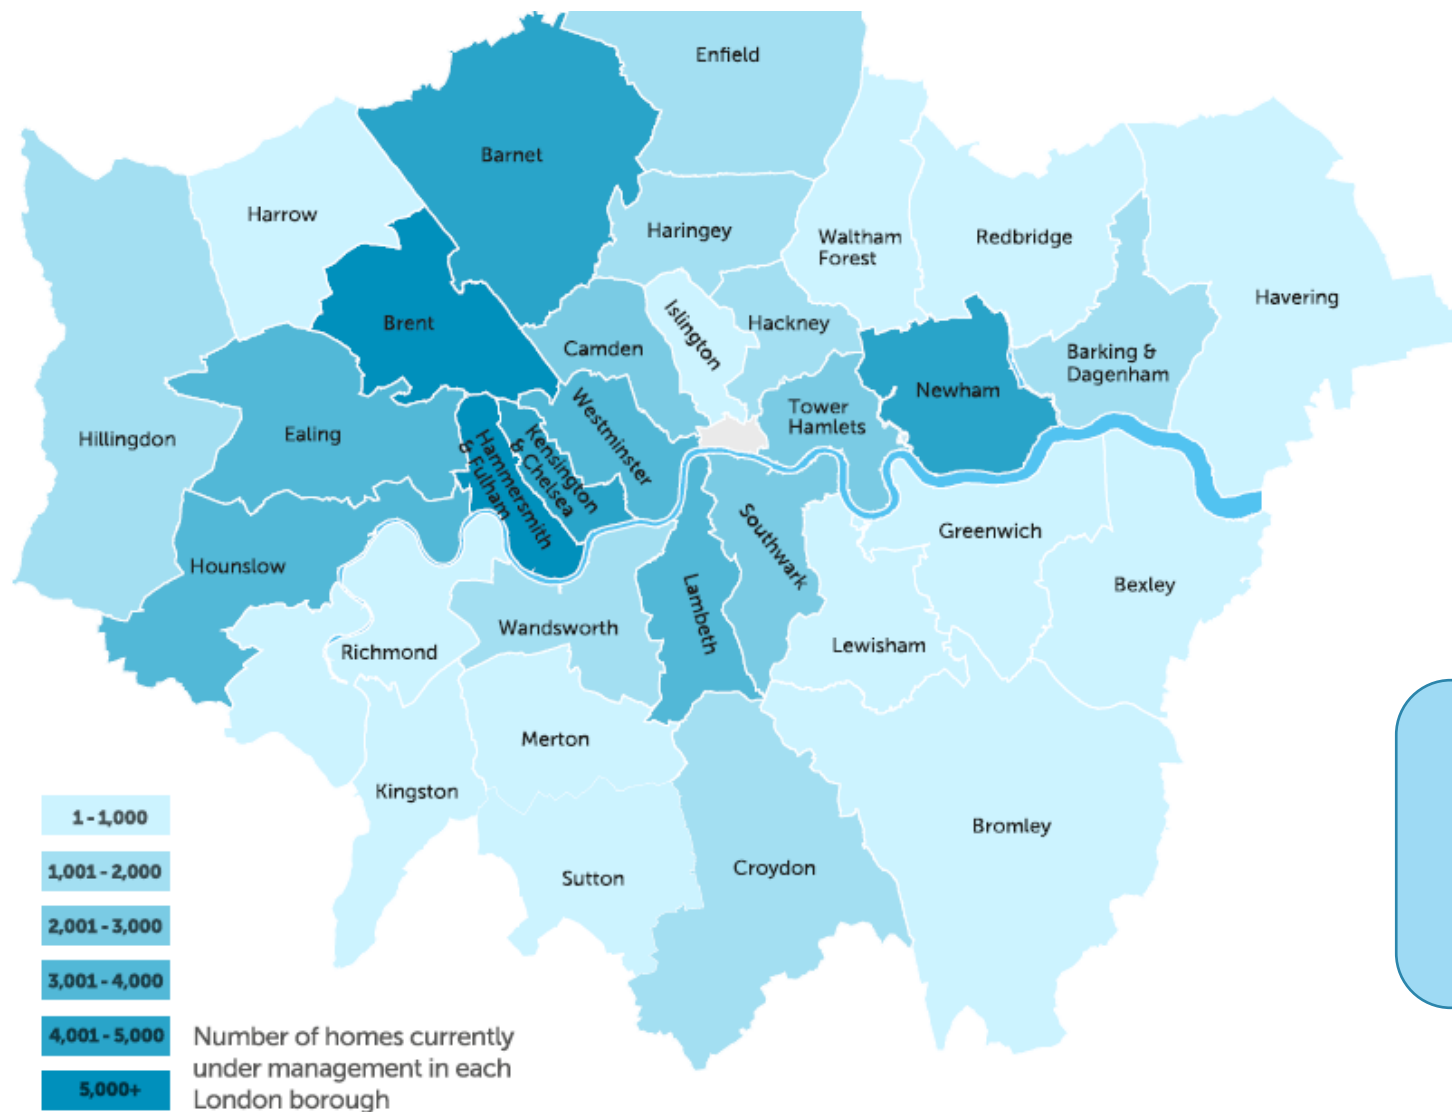 Enfield
Barnet
Harrow
Haringey
Waltham
Forest
Redbridge
Havering
Brent
Islington
Hackney
Camden
Barking &
Dagenham
Newham
Tower
Hamlets
Westminster
Hillingdon
Ealing
Kensington
& Chelsea
Hammersmith
& Fulham
Southwark
Greenwich
Hounslow
Bexley
Lambeth
Wandsworth
Lewisham
Richmond
Merton
Kingston
Bromley
Croydon
Sutton
1 - 1,000
1,001 - 2,000
2,001 - 3,000
3,001 - 4,000
4,001 - 5,000
5,000+
Number of homes currently
under management in each
London borough